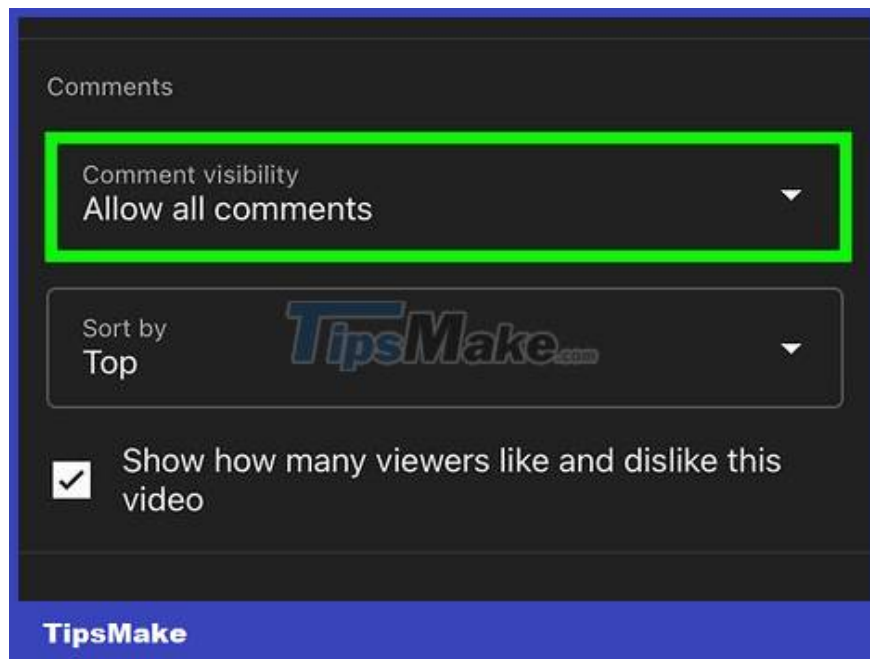 Comments
Comment visibility
Allow all comments
Sort by
Top
TipsMake.com
Show how many viewers like and dislike this
video
TipsMake